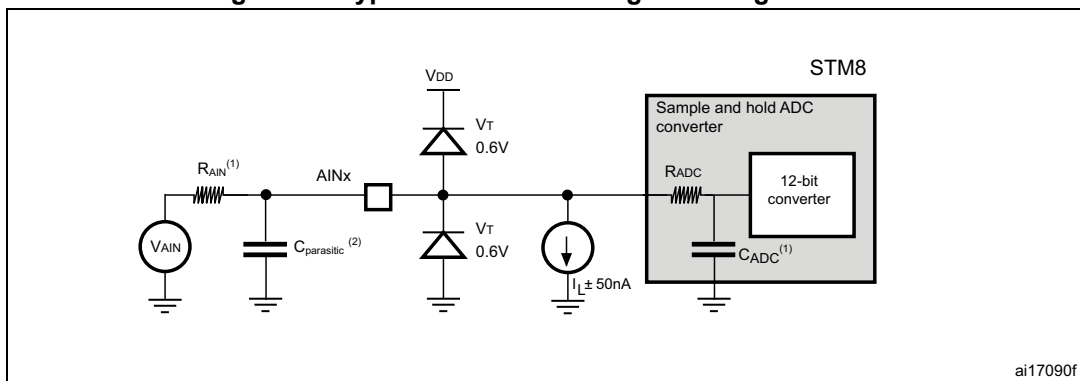 STM8
VDD
Sample and hold ADC
converter
VT
0.6V
RAIN(1)
AINx
RADC
12-bit
converter
VAIN
Cparasitic (2)
VT
0.6V
CADC(1)
IL± 50nA
ai17090f